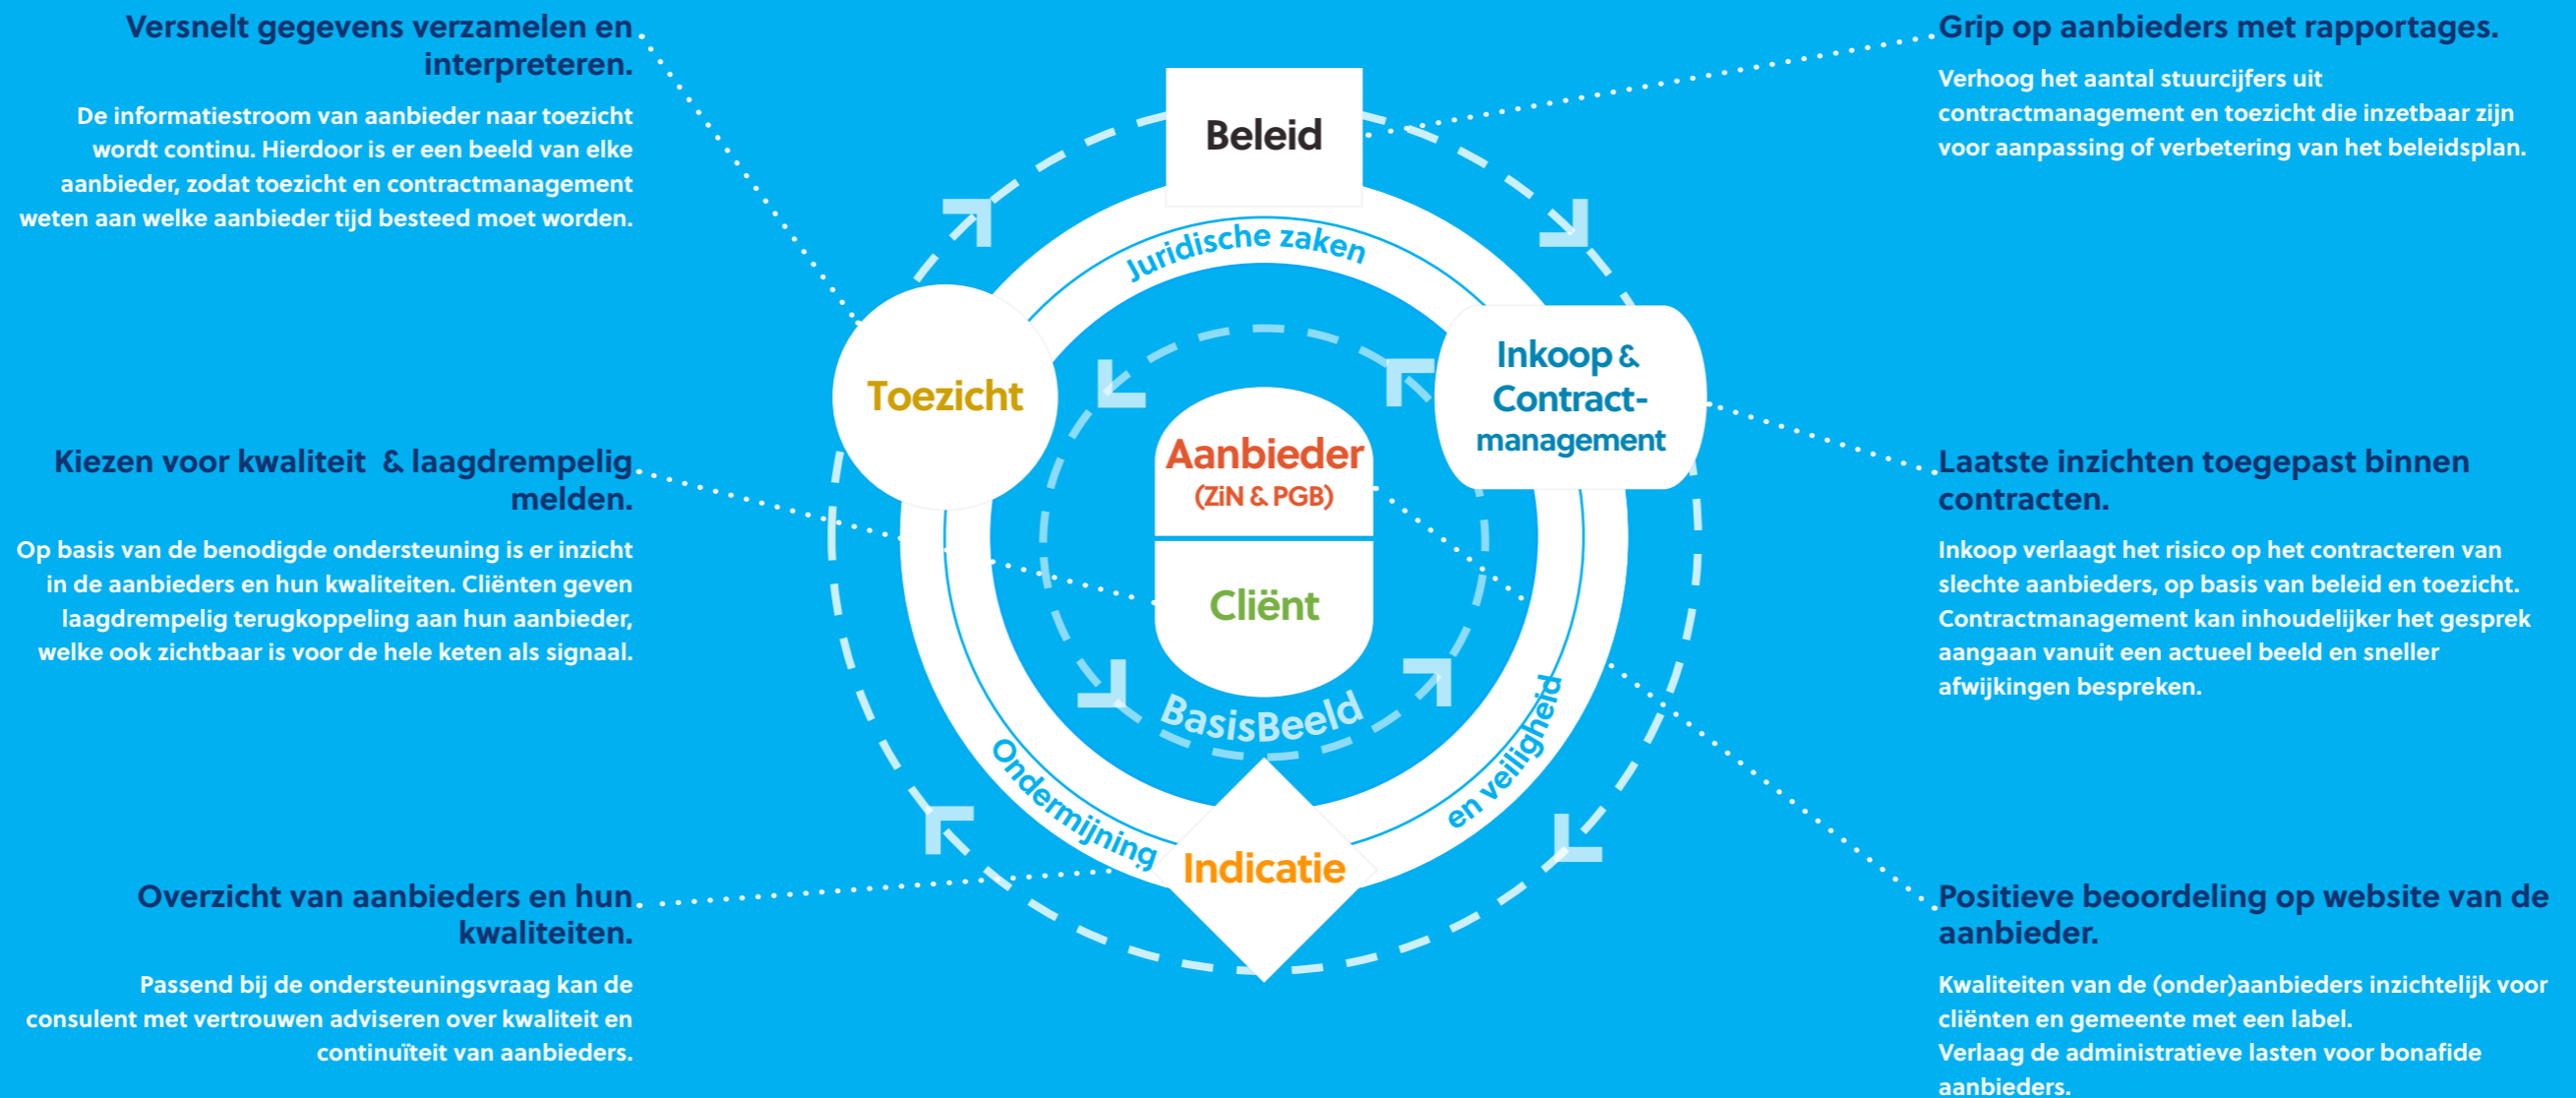 Versnelt gegevens verzamelen en
interpreteren.
De informatiestroom van aanbieder naar toezicht
wordt continu. Hierdoor is er een beeld van elke
aanbieder, zodat toezicht en contractmanagement
weten aan welke aanbieder tijd besteed moet worden.
Kiezen voor kwaliteit & laagdrempelig
melden.
Op basis van de benodigde ondersteuning is er inzicht
in de aanbieders en hun kwaliteiten. Cliënten geven
laagdrempelig terugkoppeling aan hun aanbieder,
welke ook zichtbaar is voor de hele keten als signaal.
Overzicht van aanbieders en hun
kwaliteiten.
Passend bij de ondersteuningsvraag kan de
consulent met vertrouwen adviseren over kwaliteit en
continuïteit van aanbieders.
Beleid
Juridische zaken
Toezicht
Inkoop &
Contract-
management
Aanbieder
(ZiN & PGB)
Cliënt
BasisBeeld
Ondermijning
en veiligheid
Indicatie
Grip op aanbieders met rapportages.
Verhoog het aantal stuurcijfers uit
contractmanagement en toezicht die inzetbaar zijn
voor aanpassing of verbetering van het beleidsplan.
Laatste inzichten toegepast binnen
contracten.
Inkoop verlaagt het risico op het contracteren van
slechte aanbieders, op basis van beleid en toezicht.
Contractmanagement kan inhoudelijker het gesprek
aangaan vanuit een actueel beeld en sneller
afwijkingen bespreken.
Positieve beoordeling op website van de
aanbieder.
Kwaliteiten van de (onder)aanbieders inzichtelijk voor
cliënten en gemeente met een label.
Verlaag de administratieve lasten voor bonafide
aanbieders.